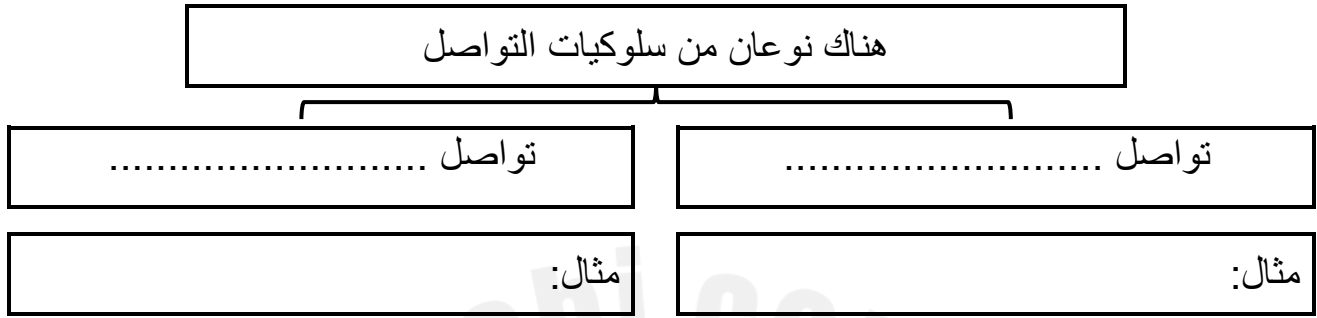 هناك نوعان من سلوكيات التواصل
تواصل ...........................
تواصل ...........................
مثال:
مثال: